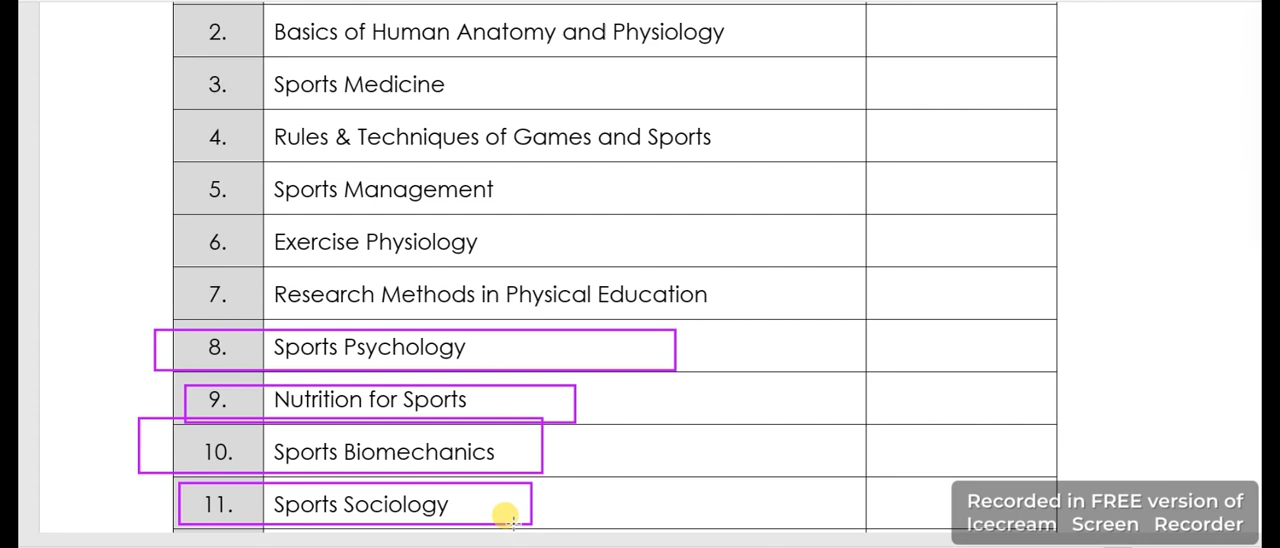 2. Basics of Human Anatomy and Physiology
3. Sports Medicine
4. Rules & Techniques of Games and Sports
5. Sports Management
6. Exercise Physiology
7. Research Methods in Physical Education
8. Sports Psychology
9. Nutrition for Sports
10. Sports Biomechanics
11. Sports Sociology
Recorded in FREE version of
Icecream Screen Recorder